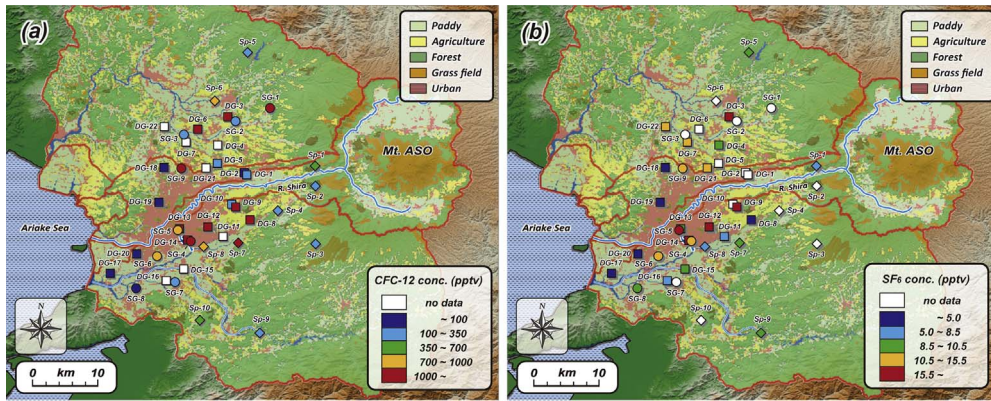 (a)
Paddy
Agriculture
Forest
Grass field
Urban
Sp-5
Sp-6
SG-1
DG-3
DG-6
SG-2
DG-22
SG-3
DG-4
DG-7
DG-5
DG-18
SG-9
DG-21
DG-2
DG-1
Sp-1
Mt. ASO
R. Shira
Sp-2
DG-19
DG-10
DG-9
Sp-4
DG-13
DG-12
DG-8
Ariake Sea
SG-5
DG-11
DG-14
DG-20
SG-4
Sp-8
Sp-7
Sp-3
DG-17
SG-6
DG-15
DG-16
SG-8
SG-7
Sp-10
Sp-9
N
0 km 10
CFC-12 conc. (pptv)
no data
~ 100
100 ~ 350
350 ~ 700
700 ~ 1000
1000 ~
(b)
Paddy
Agriculture
Forest
Grass field
Urban
Sp-5
Sp-6
SG-1
DG-3
DG-6
SG-2
DG-22
SG-3
DG-4
DG-7
DG-5
DG-18
SG-9
DG-21
DG-2
DG-1
Sp-1
Mt. ASO
R. Shira
Sp-2
DG-19
DG-10
DG-9
Sp-4
DG-13
DG-12
DG-8
Ariake Sea
SG-5
DG-11
DG-14
DG-20
SG-4
Sp-8
Sp-7
Sp-3
DG-17
SG-6
DG-15
DG-16
SG-8
SG-7
Sp-10
Sp-9
N
0 km 10
SF6 conc. (pptv)
no data
~ 5.0
5.0 ~ 8.5
8.5 ~ 10.5
10.5 ~ 15.5
15.5 ~